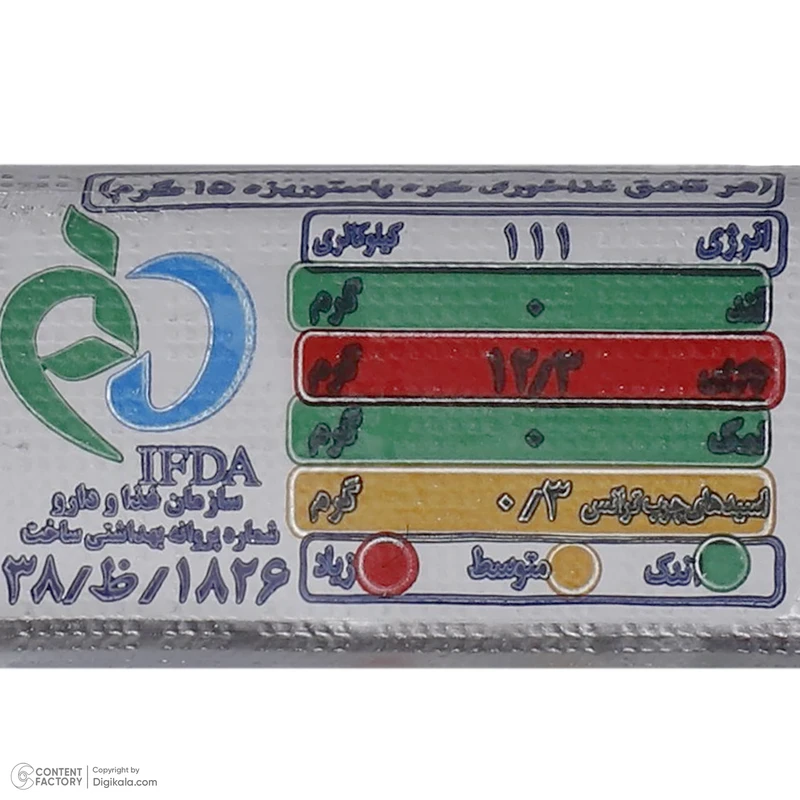 (هر قاشق غذاخوری کره پاستوریزه ۱۵ گرم)
انرژی ۱۱۱ کیلوکالری
قند ۰ گرم
چربی ۱۲/۳ گرم
نمک ۰ گرم
اسیدهای چرب ترانس ۰/۳ گرم
اندک متوسط زیاد
IFDA
سازمان غذا و دارو
شماره پروانه بهداشتی ساخت
۳۸/ظ/۱۸۲۶
CONTENT FACTORY
Copyright by
Digikala.com